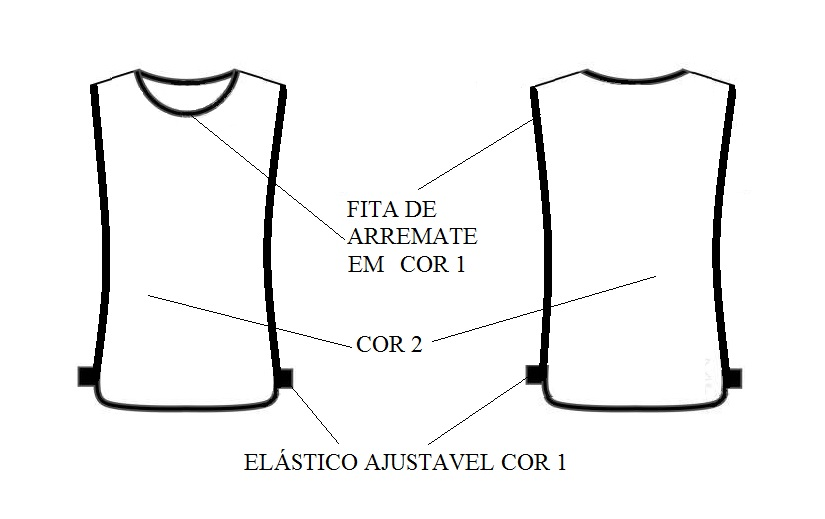 FITA DE
ARREMATE
EM COR 1
COR 2
ELÁSTICO AJUSTAVEL COR 1